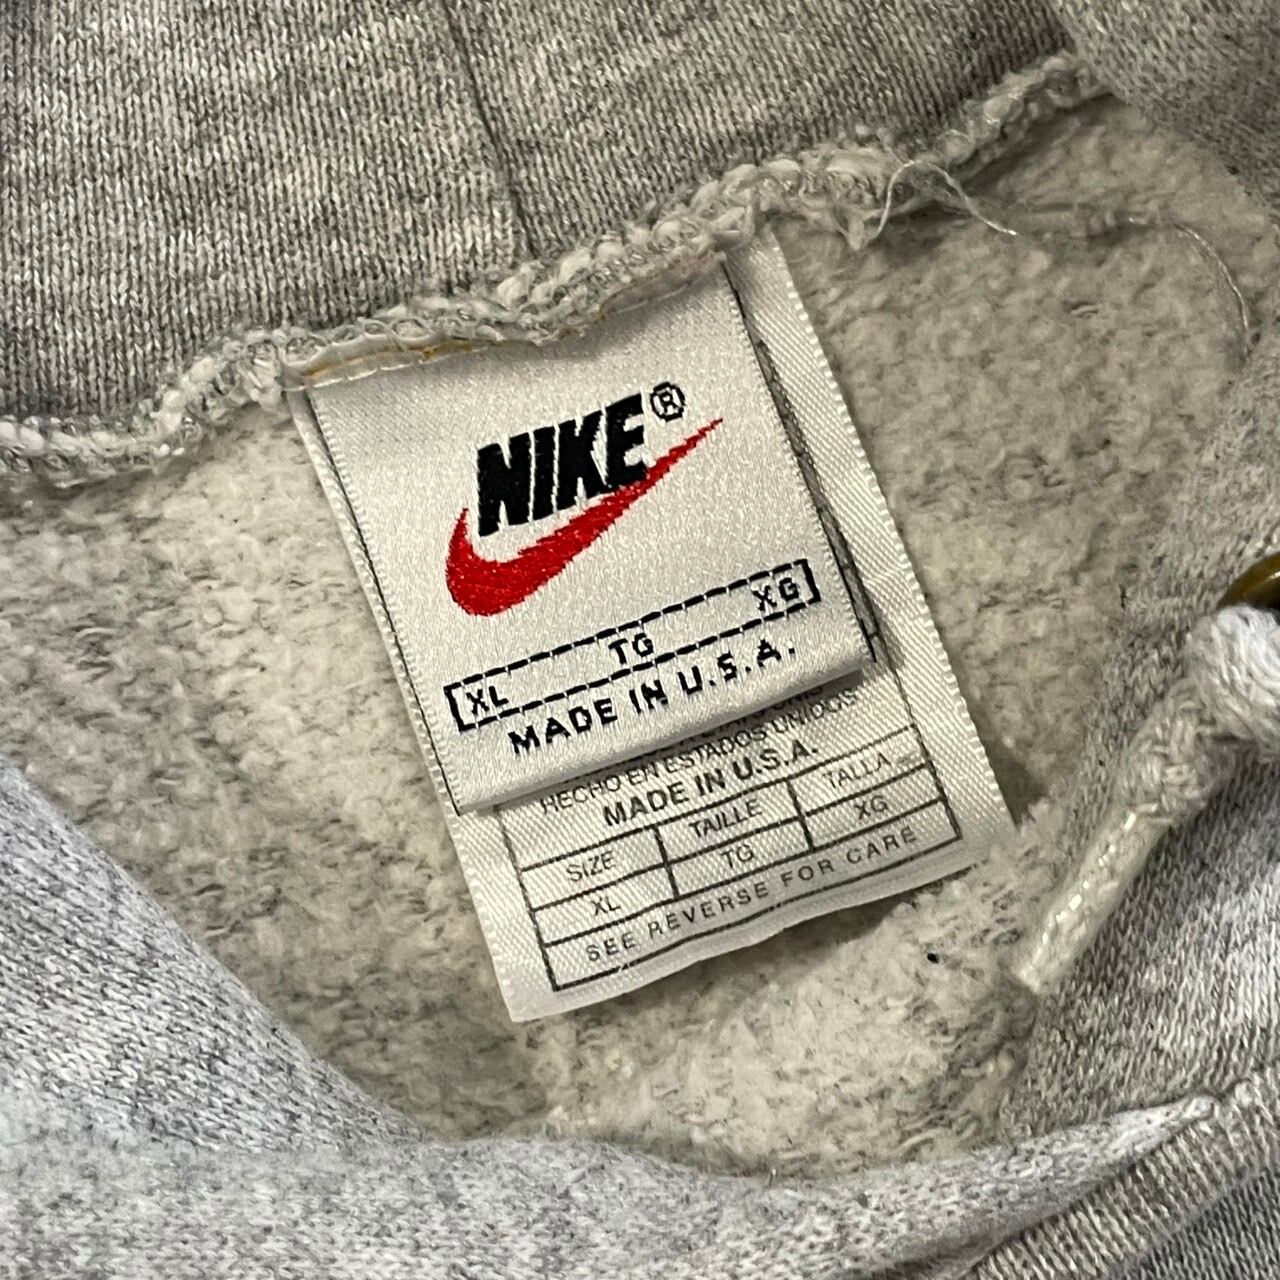 NIKE®
XL TG XG
MADE IN U.S.A.
HECHO EN ESTADOS UNIDOS
MADE IN U.S.A.
SIZE TAILLE TALLA
XL TG XG
SEE REVERSE FOR CARE